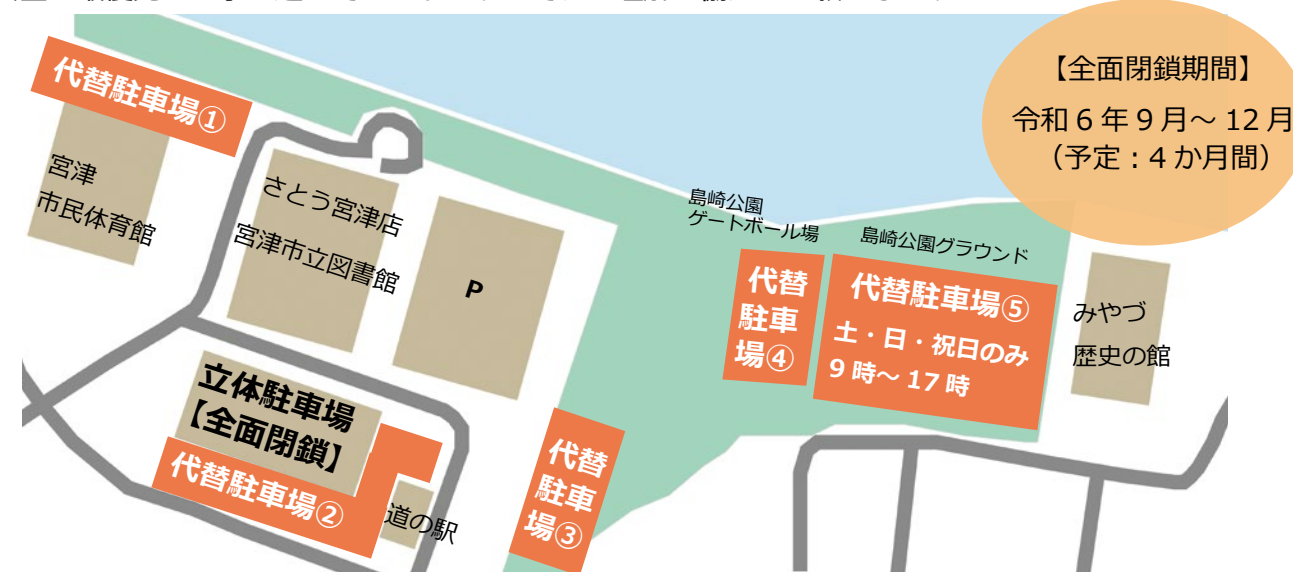 【全面閉鎖期間】
令和6年9月～12月
（予定：4か月間）
代替駐車場①
宮津
市民体育館
さとう宮津店
宮津市立図書館
P
島崎公園
ゲートボール場
島崎公園グラウンド
代替
駐車
場④
代替駐車場⑤
土・日・祝日のみ
9時～17時
みやづ
歴史の館
立体駐車場
【全面閉鎖】
代替駐車場②
道の駅
代替
駐車
場③